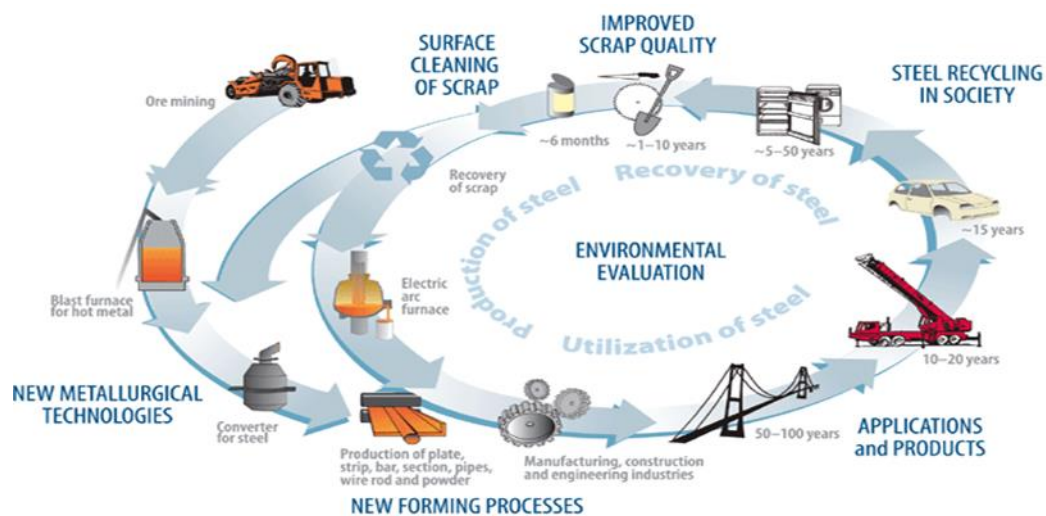 IMPROVED
SCRAP QUALITY
SURFACE
CLEANING
OF SCRAP
STEEL RECYCLING
IN SOCIETY
Ore mining
~6 months
~1–10 years
~5–50 years
Recovery
of scrap
Production of steel
Recovery of steel
Utilization of steel
~15 years
ENVIRONMENTAL
EVALUATION
Blast furnace
for hot metal
Electric
arc
furnace
10–20 years
NEW METALLURGICAL
TECHNOLOGIES
Converter
for steel
Production of plate,
strip, bar, section, pipes,
wire rod and powder
Manufacturing, construction
and engineering industries
50–100 years
APPLICATIONS
and PRODUCTS
NEW FORMING PROCESSES